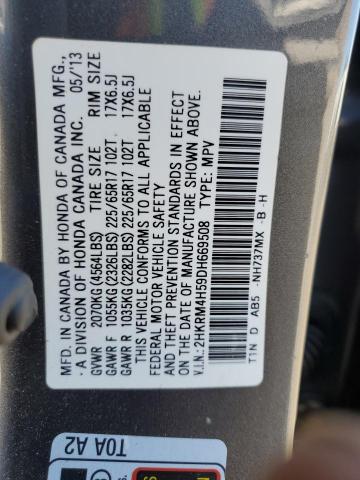 MFD. IN CANADA BY HONDA OF CANADA MFG.,
- A DIVISION OF HONDA CANADA INC. 05/'13
GVWR 2070KG(4564LBS) TIRE SIZE RIM SIZE
GAWR F 1055KG(2326LBS) 225/65R17 102T 17X6.5J
GAWR R 1035KG(2282LBS) 225/65R17 102T 17X6.5J
THIS VEHICLE CONFORMS TO ALL APPLICABLE
FEDERAL MOTOR VEHICLE SAFETY
AND THEFT PREVENTION STANDARDS IN EFFECT
ON THE DATE OF MANUFACTURE SHOWN ABOVE.
V.I.N.: 2HKRM4H59DH669508 TYPE: MPV
T1N D AB5 -NH737MX -B -H
T0A A2